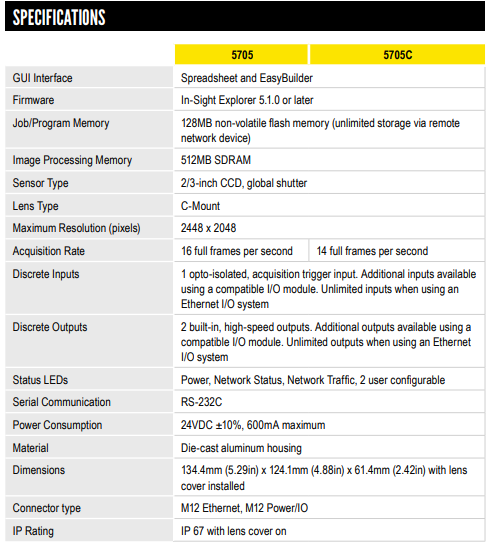 SPECIFICATIONS
5705 5705C
GUI Interface Spreadsheet and EasyBuilder
Firmware In-Sight Explorer 5.1.0 or later
Job/Program Memory 128MB non-volatile flash memory (unlimited storage via remote
network device)
Image Processing Memory 512MB SDRAM
Sensor Type 2/3-inch CCD, global shutter
Lens Type C-Mount
Maximum Resolution (pixels) 2448 x 2048
Acquisition Rate 16 full frames per second 14 full frames per second
Discrete Inputs 1 opto-isolated, acquisition trigger input. Additional inputs available
using a compatible I/O module. Unlimited inputs when using an
Ethernet I/O system
Discrete Outputs 2 built-in, high-speed outputs. Additional outputs available using a
compatible I/O module. Unlimited outputs when using an Ethernet
I/O system
Status LEDs Power, Network Status, Network Traffic, 2 user configurable
Serial Communication RS-232C
Power Consumption 24VDC ±10%, 600mA maximum
Material Die-cast aluminum housing
Dimensions 134.4mm (5.29in) x 124.1mm (4.88in) x 61.4mm (2.42in) with lens
cover installed
Connector type M12 Ethernet, M12 Power/IO
IP Rating IP 67 with lens cover on